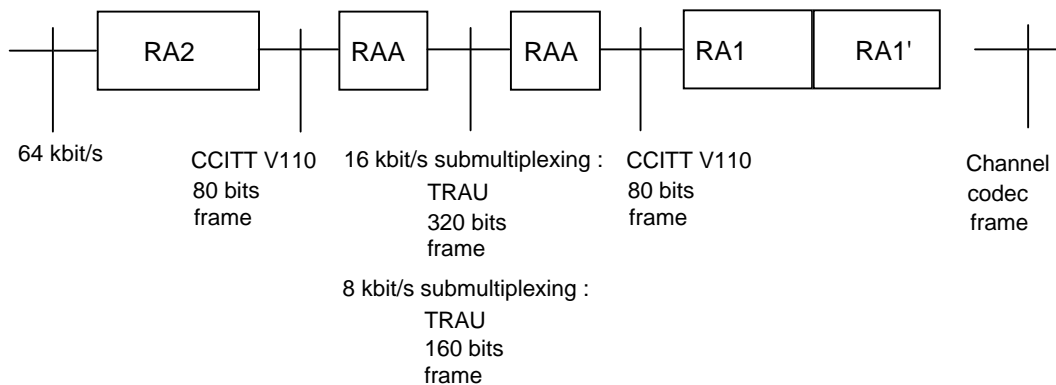 RA2
RAA
RAA
RA1
RA1'
64 kbit/s
CCITT V110
80 bits
frame
16 kbit/s submultiplexing :
TRAU
320 bits
frame
8 kbit/s submultiplexing :
TRAU
160 bits
frame
CCITT V110
80 bits
frame
Channel
codec
frame